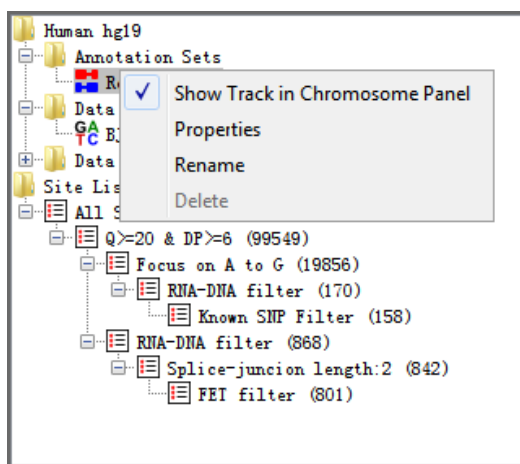 Human hg19
Annotation Sets
Show Track in Chromosome Panel
Data
Properties
Data
Rename
Site Lis
All S
Delete
Q>=20 & DP>=6 (99549)
Focus on A to G (19856)
RNA-DNA filter (170)
Known SNP Filter (158)
RNA-DNA filter (868)
Splice-juncion length:2 (842)
FET filter (801)